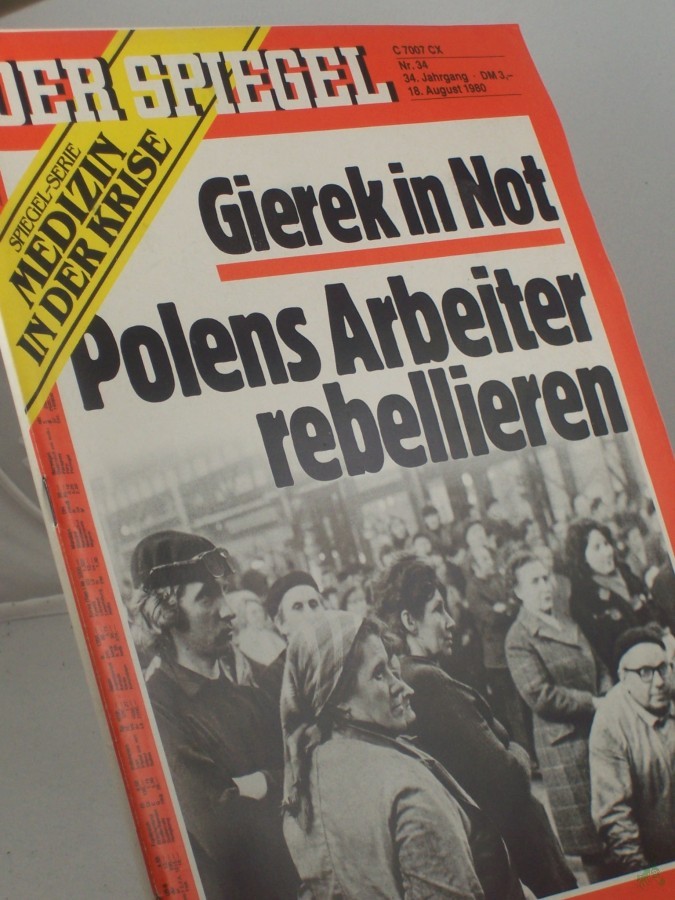 DER SPIEGEL
C 7007 CX
Nr. 34
34. Jahrgang · DM 3,–
18. August 1980
SPIEGEL-SERIE
MEDIZIN
IN DER KRISE
Gierek in Not
Polens Arbeiter
rebellieren